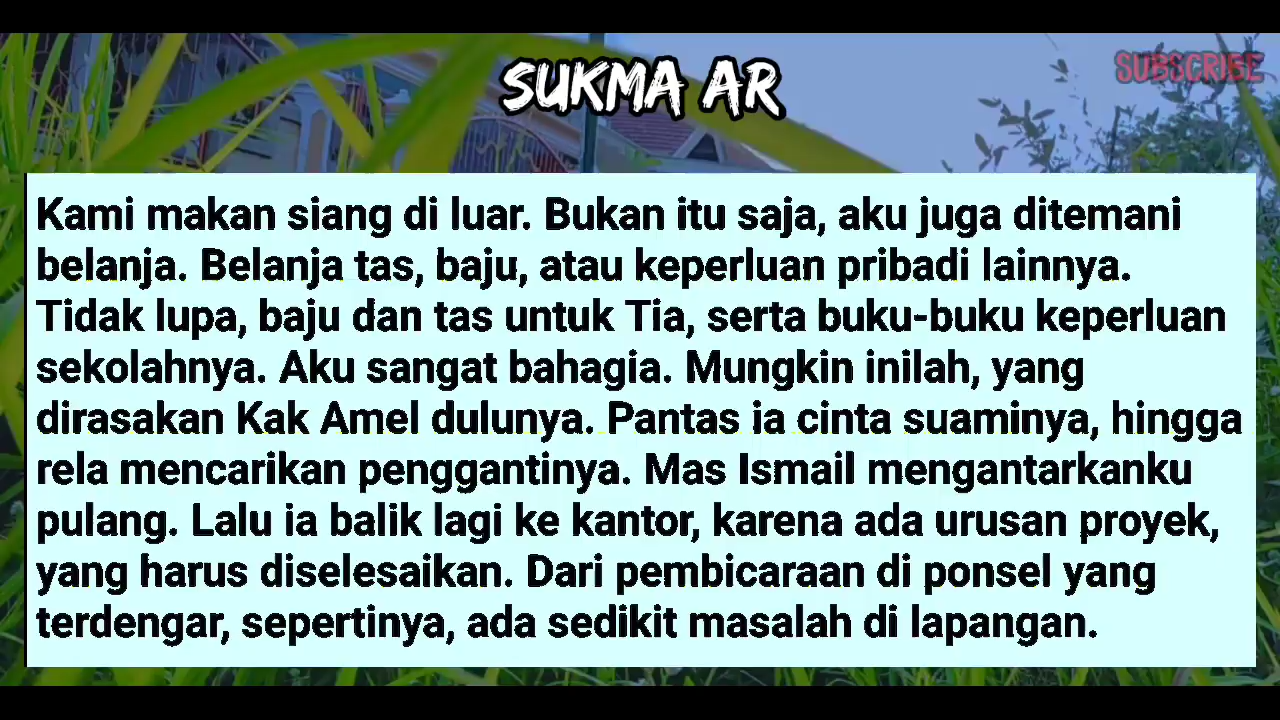 SUKMA AR
SUBSCRIBE
Kami makan siang di luar. Bukan itu saja, aku juga ditemani
belanja. Belanja tas, baju, atau keperluan pribadi lainnya.
Tidak lupa, baju dan tas untuk Tia, serta buku-buku keperluan
sekolahnya. Aku sangat bahagia. Mungkin inilah, yang
dirasakan Kak Amel dulunya. Pantas ia cinta suaminya, hingga
rela mencarikan penggantinya. Mas Ismail mengantarkanku
pulang. Lalu ia balik lagi ke kantor, karena ada urusan proyek,
yang harus diselesaikan. Dari pembicaraan di ponsel yang
terdengar, sepertinya, ada sedikit masalah di lapangan.